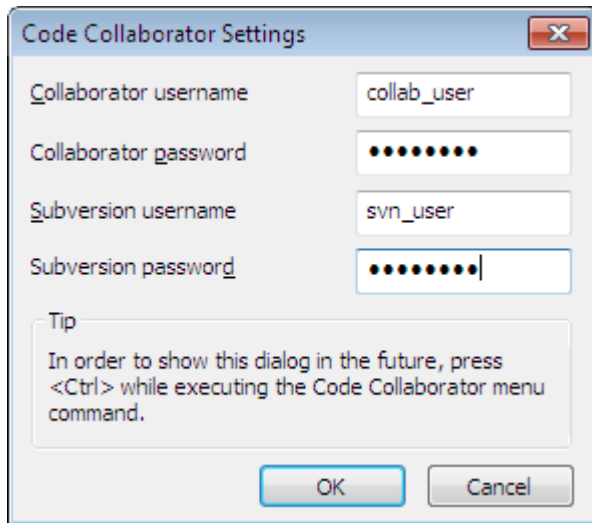 Code Collaborator Settings
Collaborator username collab_user
Collaborator password ●●●●●●●●
Subversion username svn_user
Subversion password ●●●●●●●●
Tip
In order to show this dialog in the future, press
<Ctrl> while executing the Code Collaborator menu
command.
OK Cancel